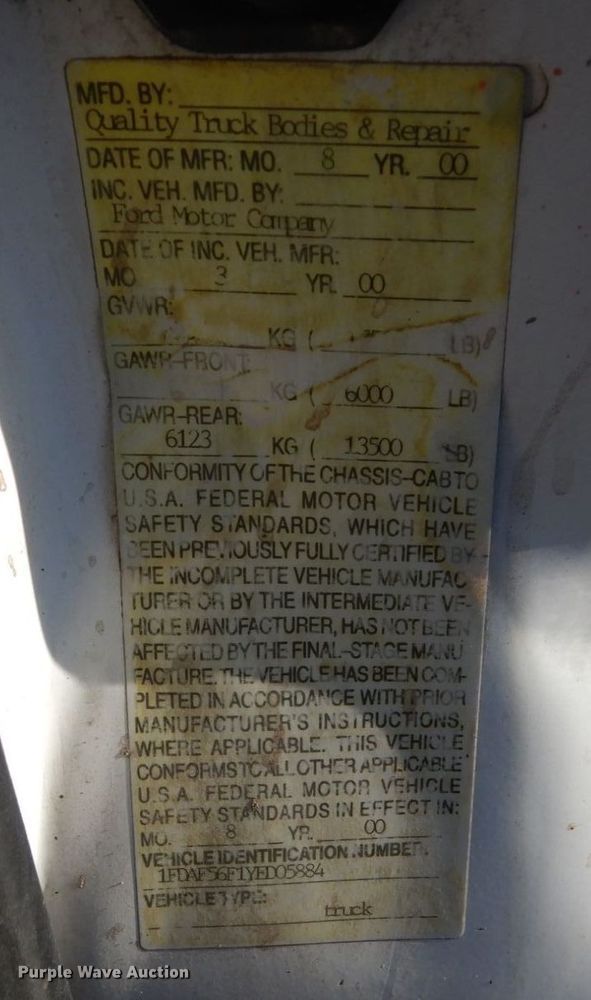 MFD. BY:
Quality Truck Bodies & Repair
DATE OF MFR: MO. 8 YR. 00
INC. VEH. MFD. BY:
Ford Motor Company
DATE OF INC. VEH. MFR:
MO 3 YR. 00
GVWR:
KG ( LB)
GAWR-FRONT:
KG ( 6000 LB)
GAWR-REAR:
6123 KG ( 13500 LB)
CONFORMITY OF THE CHASSIS-CAB TO
U.S.A. FEDERAL MOTOR VEHICLE
SAFETY STANDARDS, WHICH HAVE
BEEN PREVIOUSLY FULLY CERTIFIED BY
THE INCOMPLETE VEHICLE MANUFAC
TURER OR BY THE INTERMEDIATE VE-
HICLE MANUFACTURER, HAS NOT BEEN
AFFECTED BY THE FINAL-STAGE MANU
FACTURE. THE VEHICLE HAS BEEN COM-
PLETED IN ACCORDANCE WITH PRIOR
MANUFACTURER'S INSTRUCTIONS,
WHERE APPLICABLE. THIS VEHICLE
CONFORMS TO ALL OTHER APPLICABLE
U.S.A. FEDERAL MOTOR VEHICLE
SAFETY STANDARDS IN EFFECT IN:
MO. 8 YR. 00
VEHICLE IDENTIFICATION NUMBER:
1FDAF56F1YED05884
VEHICLE TYPE:
truck
Purple Wave Auction